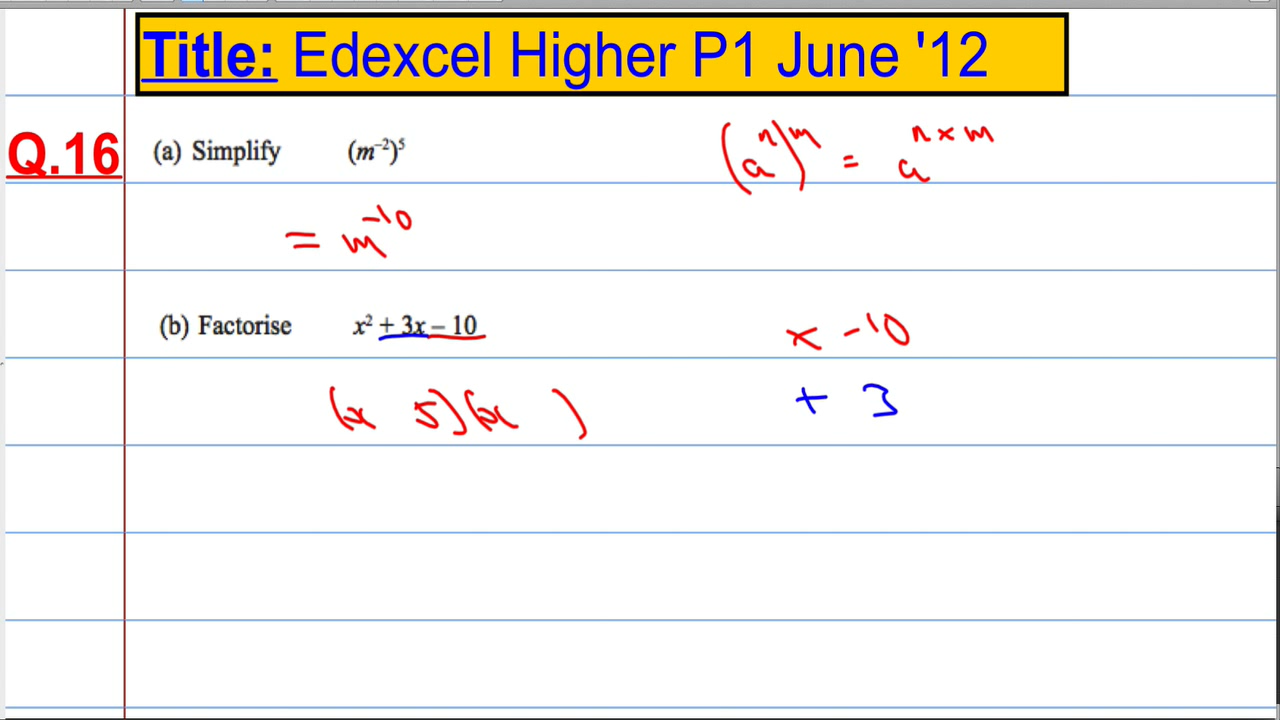 Title: Edexcel Higher P1 June '12
Q.16 (a) Simplify (m⁻²)⁵ (aⁿ)ᵐ = aⁿ ˣ ᵐ
= m⁻¹⁰
(b) Factorise x² + 3x – 10 x -10
(x 5)(x ) + 3